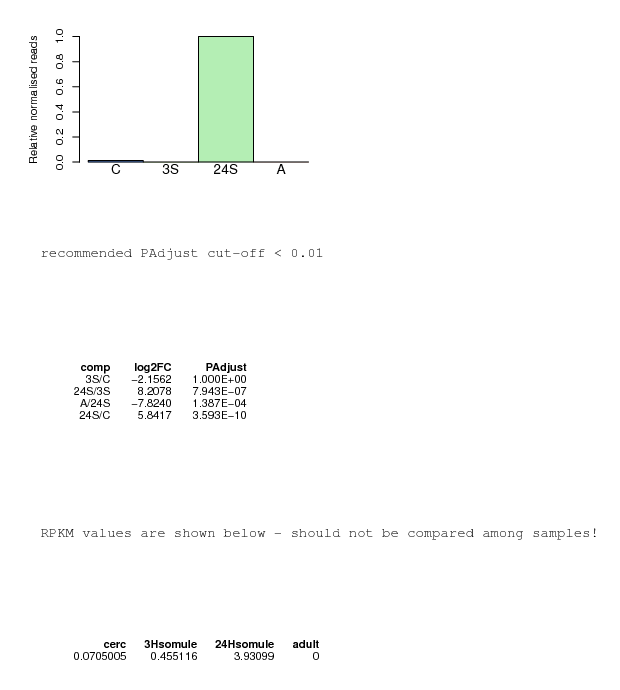 Relative normalised reads
1.0
0.8
0.6
0.4
0.2
0.0
C 3S 24S A
recommended PAdjust cut-off < 0.01
comp log2FC PAdjust
3S/C −2.1562 1.000E+00
24S/3S 8.2078 7.943E−07
A/24S −7.8240 1.387E−04
24S/C 5.8417 3.593E−10
RPKM values are shown below - should not be compared among samples!
cerc 3Hsomule 24Hsomule adult
0.0705005 0.455116 3.93099 0